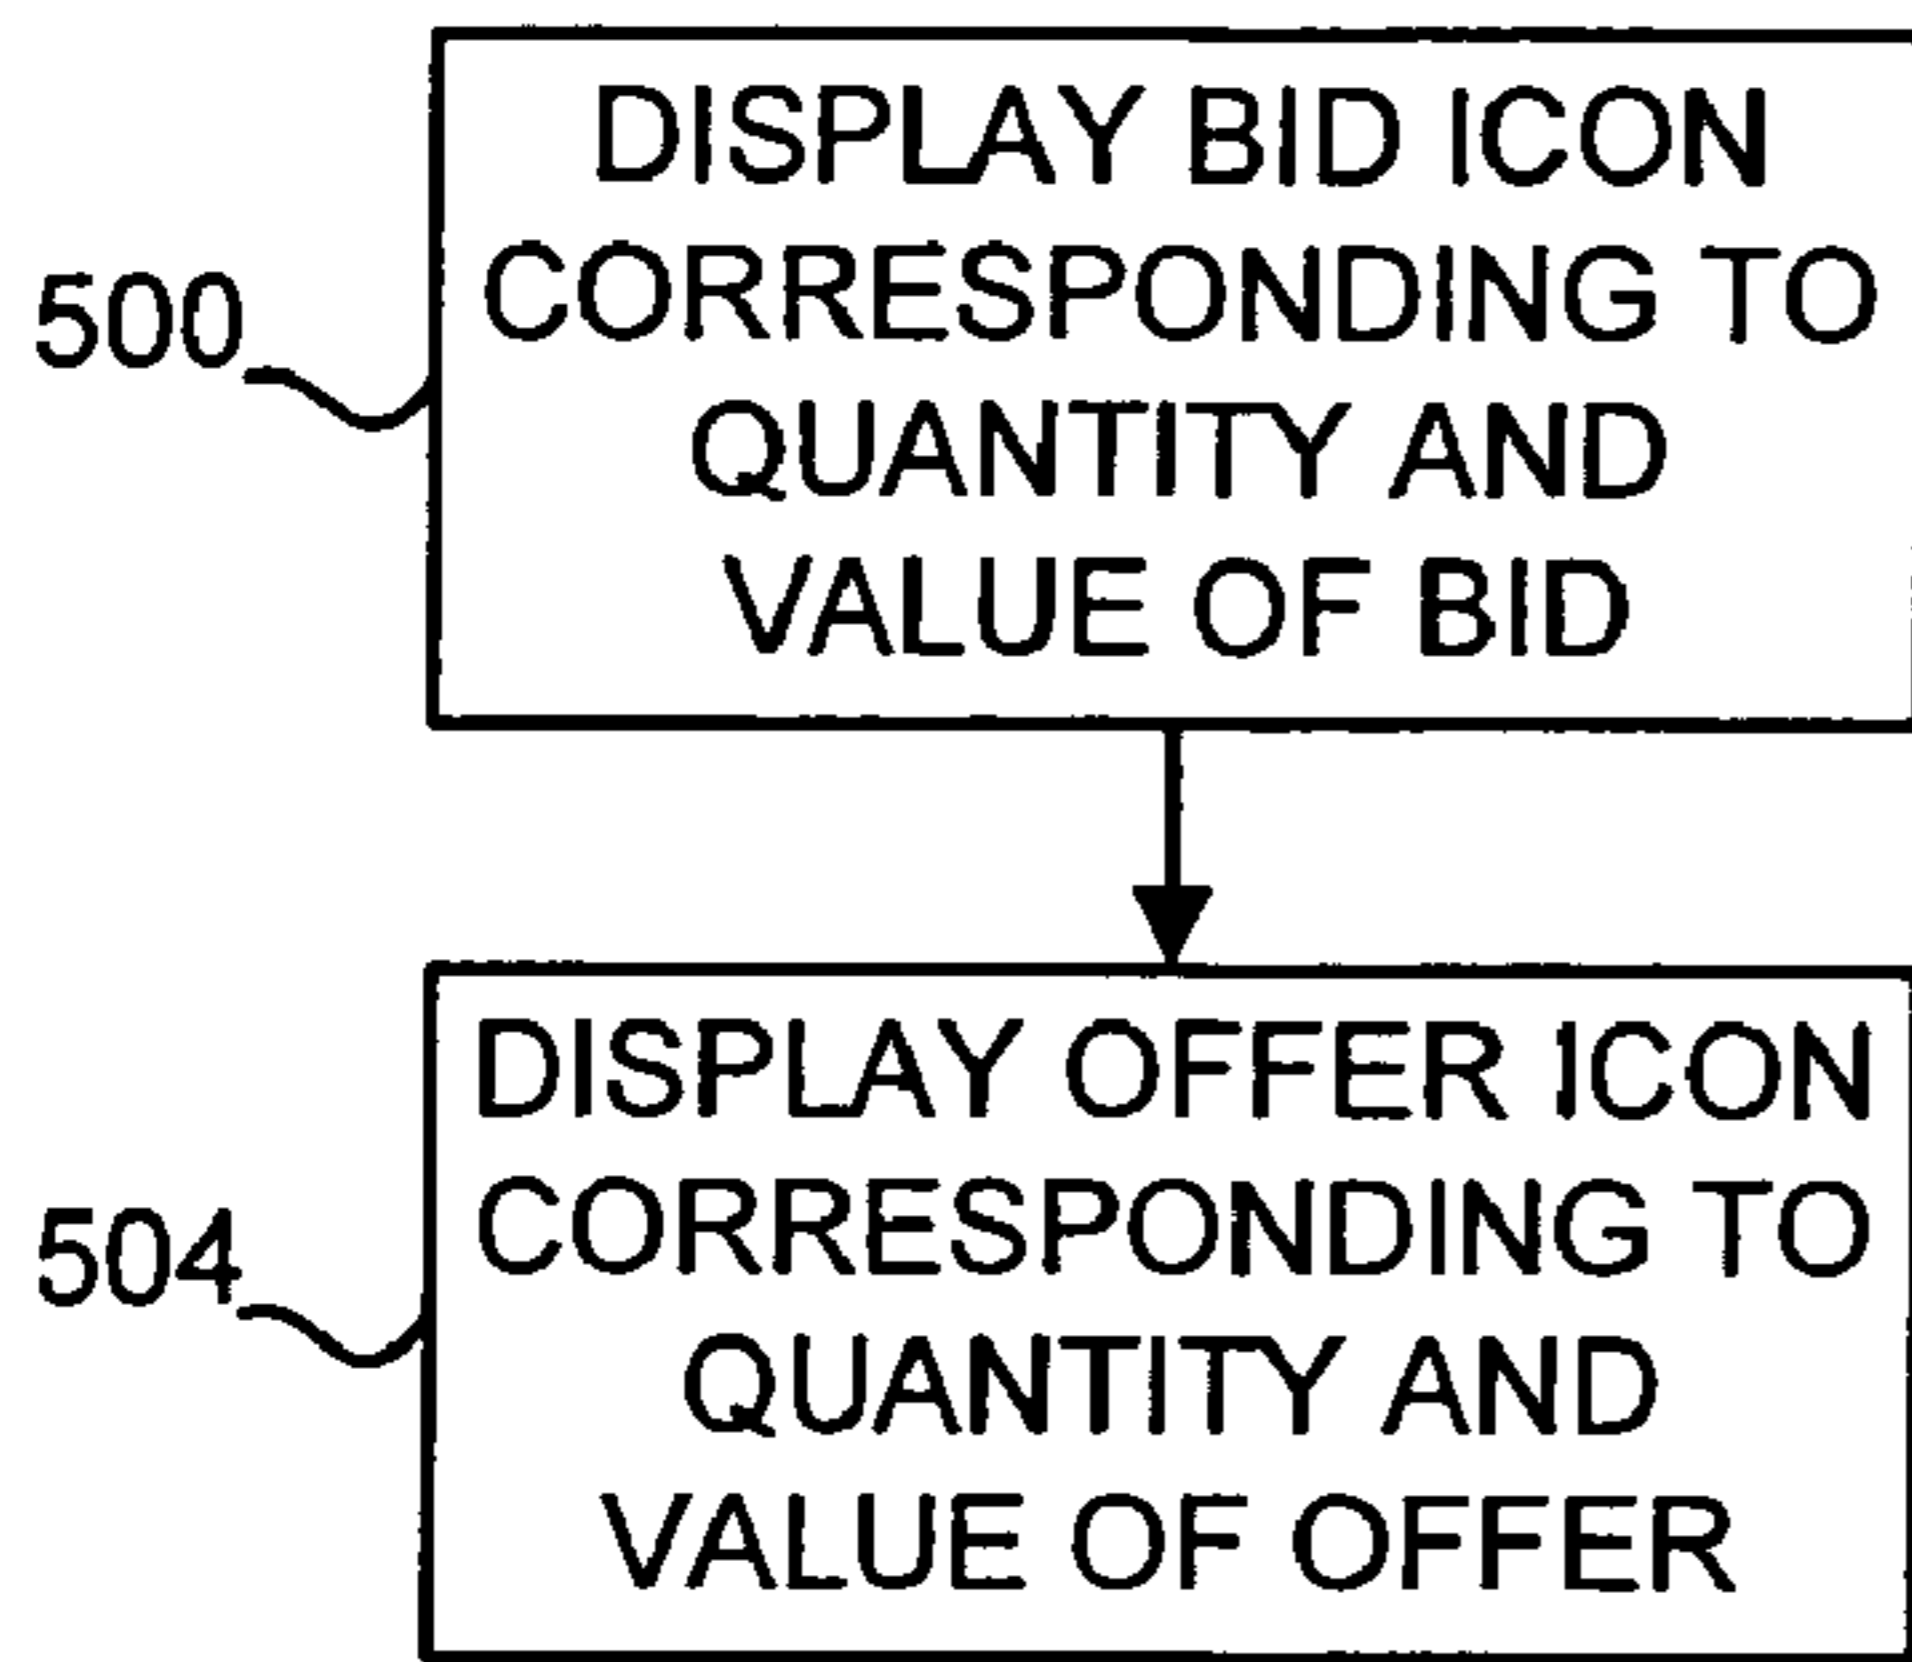 DISPLAY BID ICON
CORRESPONDING TO
QUANTITY AND
VALUE OF BID
500
DISPLAY OFFER ICON
CORRESPONDING TO
QUANTITY AND
VALUE OF OFFER
504